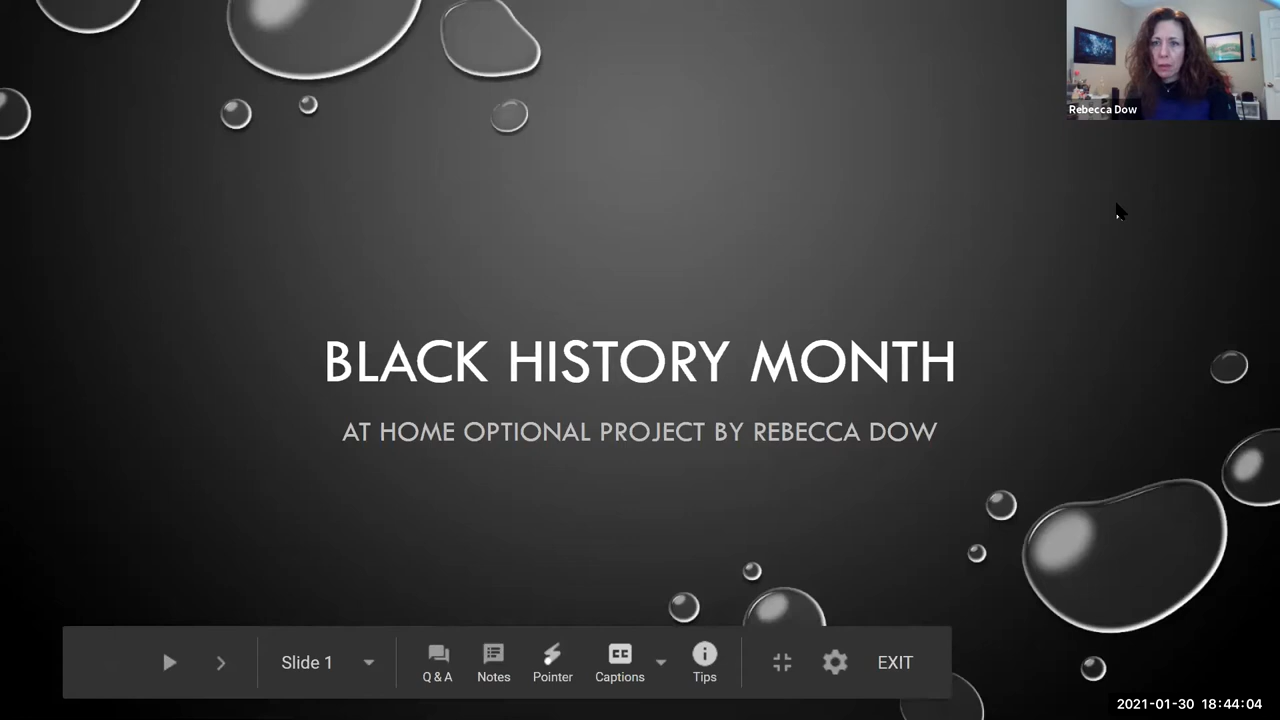 Rebecca Dow
BLACK HISTORY MONTH
AT HOME OPTIONAL PROJECT BY REBECCA DOW
Slide 1
Q & A
Notes
Pointer
Captions
Tips
EXIT
2021-01-30 18:44:04